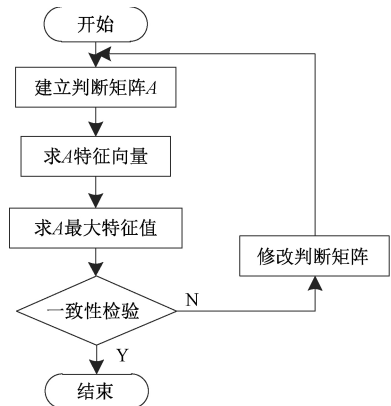 开始
建立判断矩阵A
求A特征向量
求A最大特征值
修改判断矩阵
一致性检验
N
Y
结束